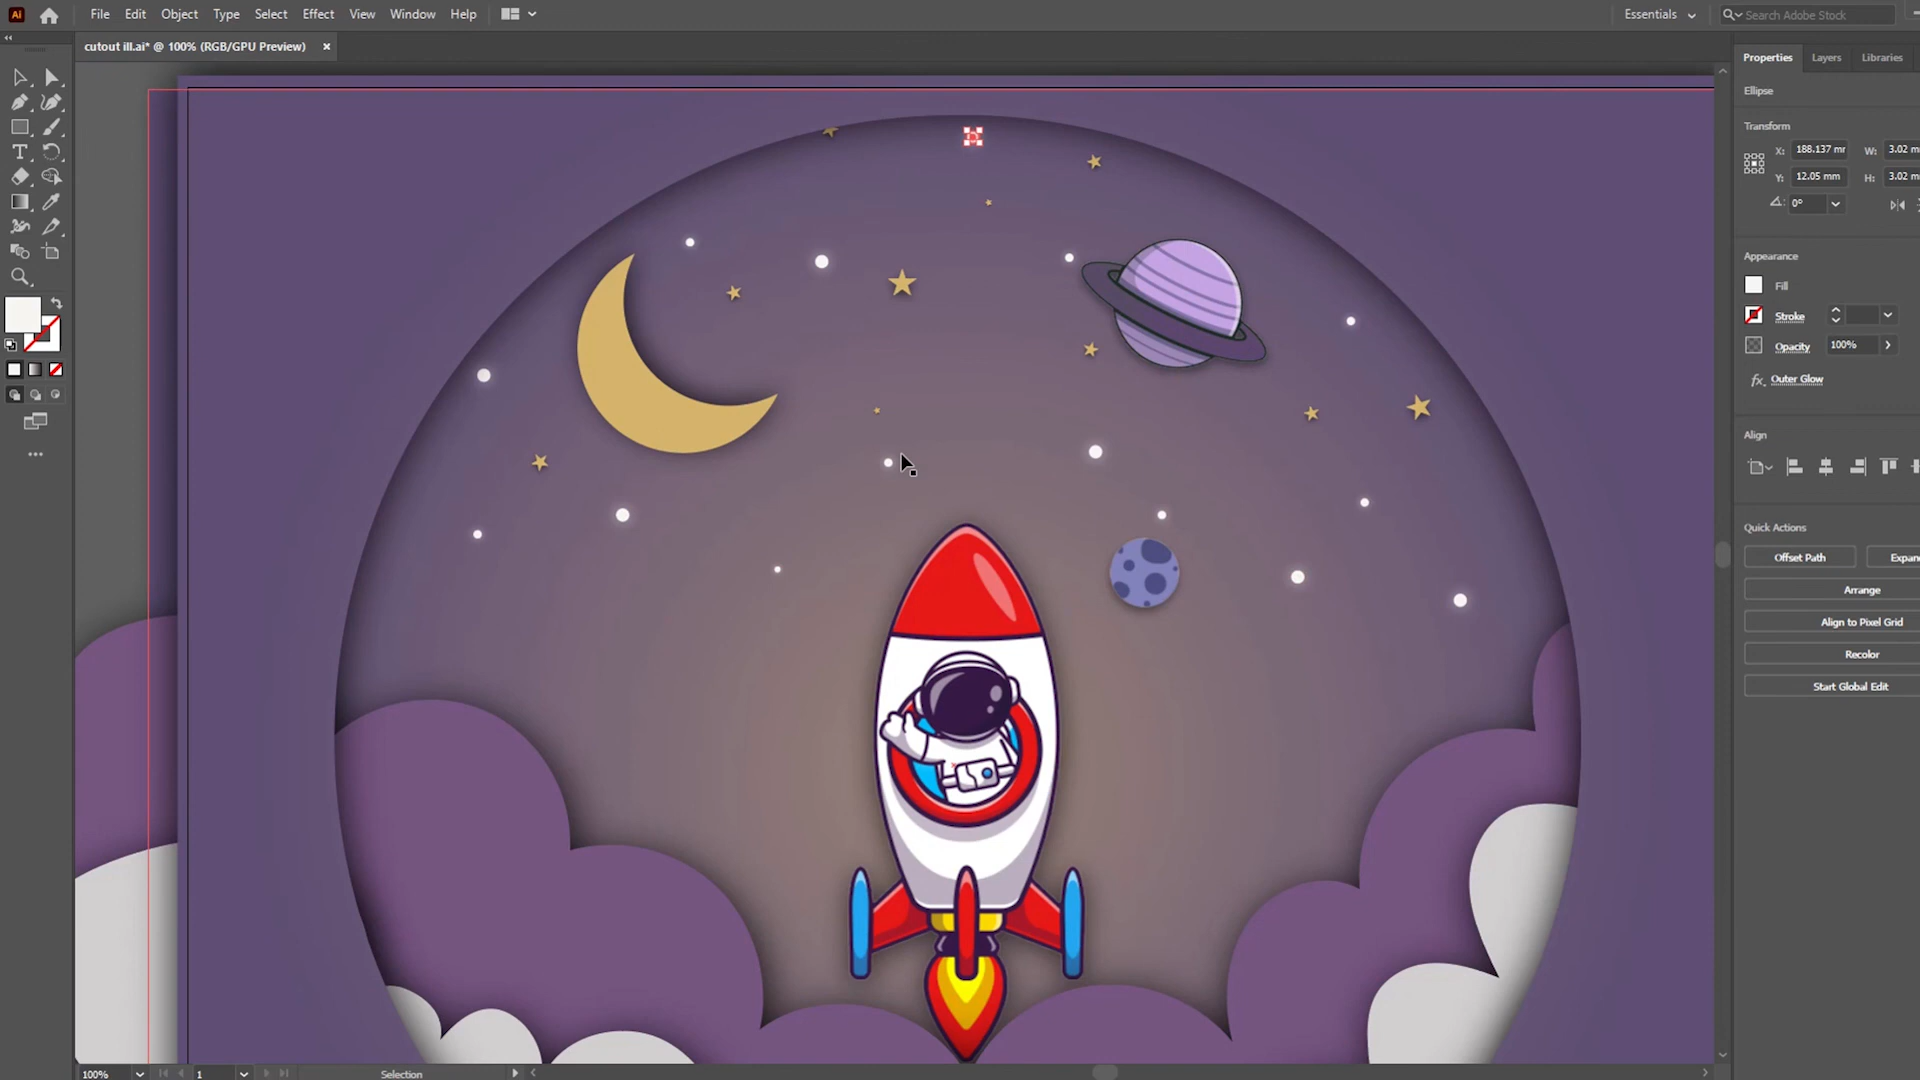 Ai File Edit Object Type Select Effect View Window Help Essentials Search Adobe Stock
cutout ill.ai* @ 100% (RGB/GPU Preview) ×
Properties Layers Libraries
Ellipse
Transform
X: 188.137 mr W: 3.02 m
Y: 12.05 mm H: 3.02 m
0°
Appearance
Fill
Stroke
Opacity 100%
fx. Outer Glow
Align
Quick Actions
Offset Path Expan
Arrange
Align to Pixel Grid
Recolor
Start Global Edit
100% 1 Selection